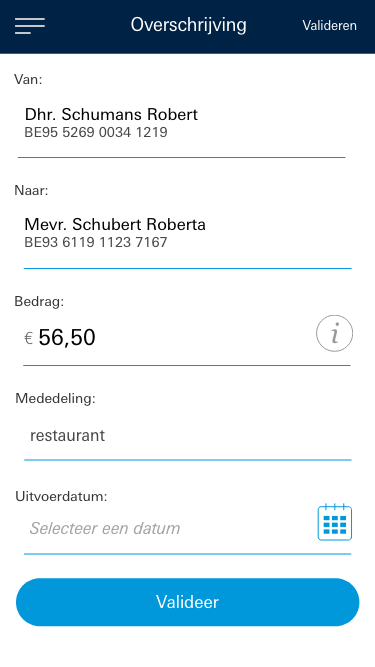 Overschrijving
Valideren
Van:
Dhr. Schumans Robert
BE95 5269 0034 1219
Naar:
Mevr. Schubert Roberta
BE93 6119 1123 7167
Bedrag:
€ 56,50
i
Mededeling:
restaurant
Uitvoerdatum:
Selecteer een datum
Valideer